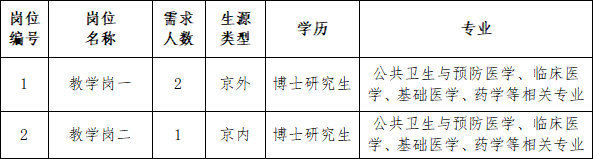 岗位编号 岗位名称 需求人数 生源类型 学历 专业
1 教学岗一 2 京外 博士研究生 公共卫生与预防医学、临床医学、基础医学、药学等相关专业
2 教学岗二 1 京内 博士研究生 公共卫生与预防医学、临床医学、基础医学、药学等相关专业